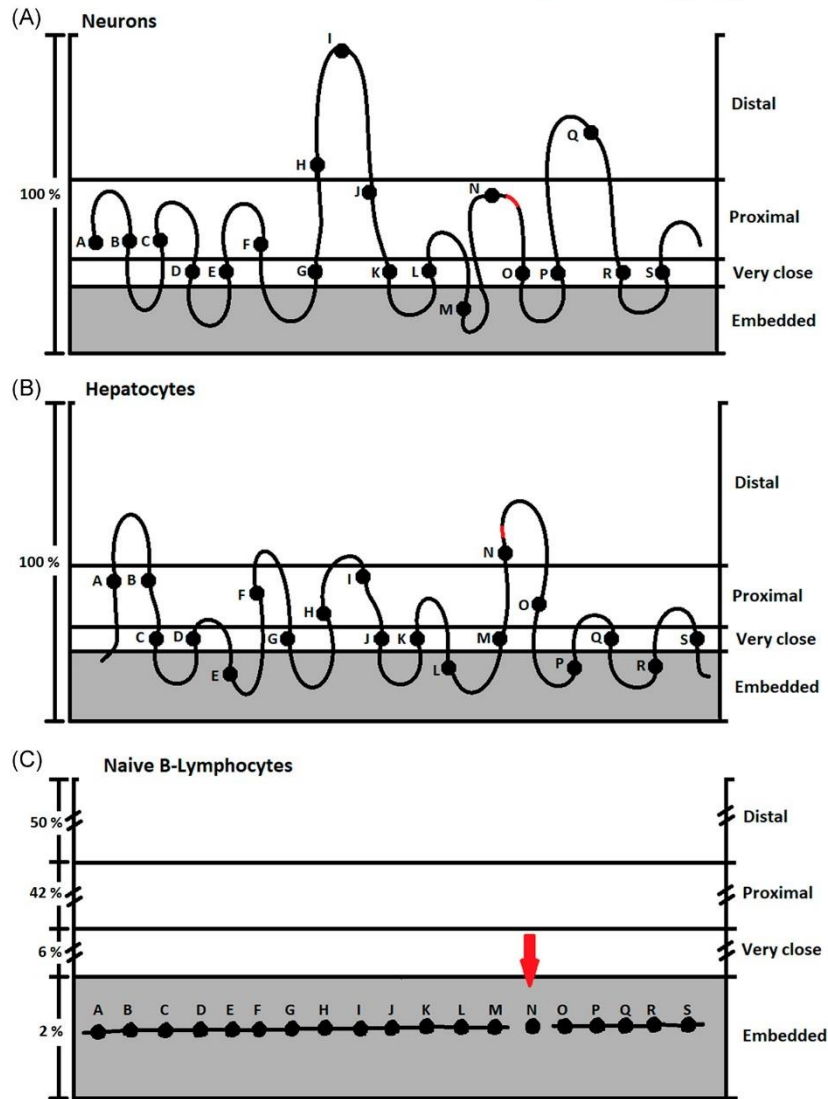 (A)
Neurons
I
Distal
H
Q
100 %
J
N
A
B
C
F
Proximal
D
E
G
K
L
O
P
R
S
Very close
M
Embedded
(B)
Hepatocytes
Distal
100 %
N
A
B
F
I
H
O
Proximal
C
D
G
J
K
M
Q
S
Very close
E
L
P
R
Embedded
(C)
Naive B-Lymphocytes
50 %
Distal
42 %
Proximal
6 %
Very close
A B C D E F G H I J K L M N O P Q R S
2 %
Embedded